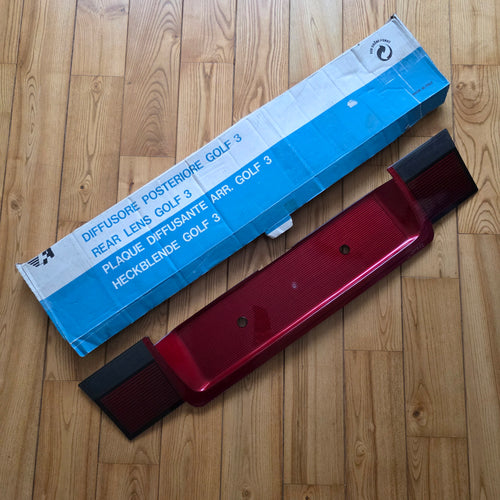 DIFFUSORE POSTERIORE GOLF 3
REAR LENS GOLF 3
PLAQUE DIFFUSANTE ARR. GOLF 3
HECKBLENDE GOLF 3